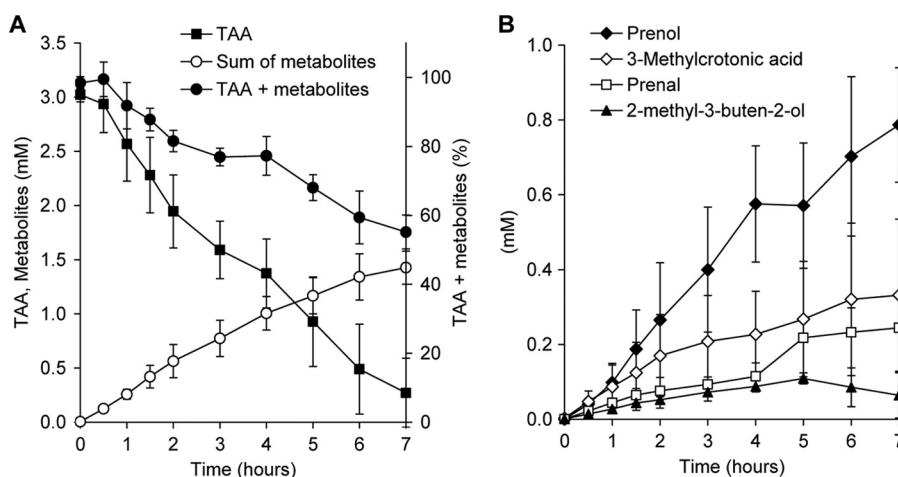 A
TAA
Sum of metabolites
TAA + metabolites
3.5
3.0
2.5
2.0
1.5
1.0
0.5
0.0
TAA, Metabolites (mM)
100
80
60
40
20
0
TAA + metabolites (%)
0 1 2 3 4 5 6 7
Time (hours)
B
Prenol
3-Methylcrotonic acid
Prenal
2-methyl-3-buten-2-ol
1.0
0.8
0.6
0.4
0.2
0.0
(mM)
0 1 2 3 4 5 6 7
Time (hours)